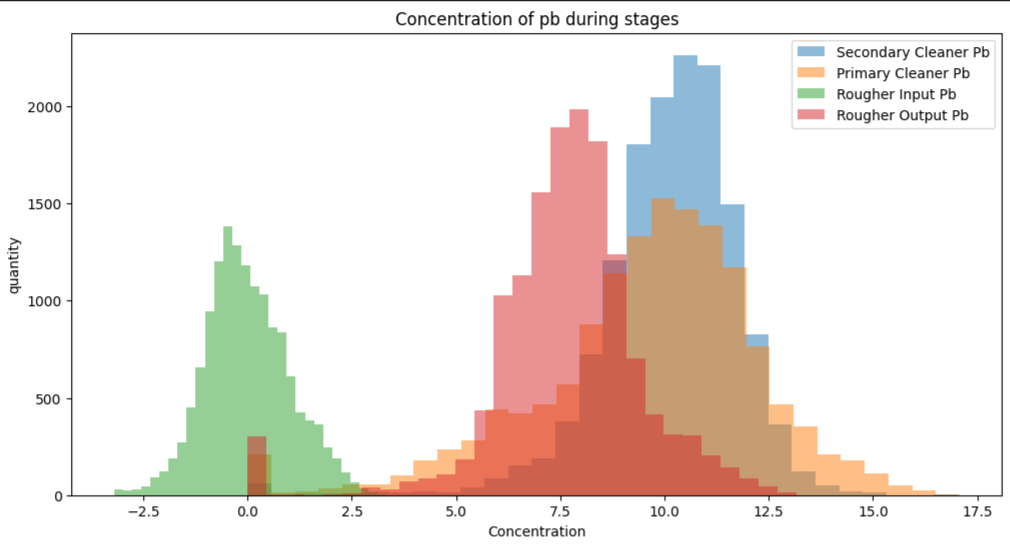 Concentration of pb during stages
Secondary Cleaner Pb
Primary Cleaner Pb
Rougher Input Pb
Rougher Output Pb
2000
1500
1000
500
0
quantity
−2.5 0.0 2.5 5.0 7.5 10.0 12.5 15.0 17.5
Concentration